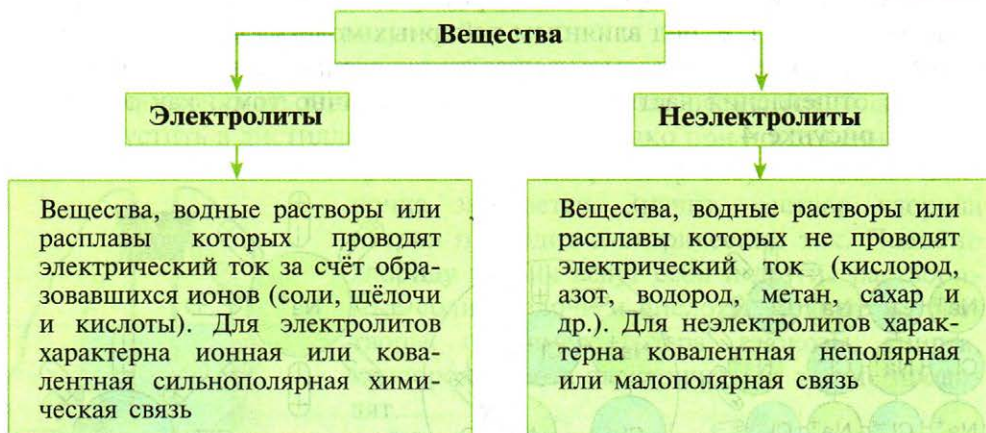 Вещества
Электролиты
Неэлектролиты
Вещества, водные растворы или
расплавы которых проводят
электрический ток за счёт обра-
зовавшихся ионов (соли, щёлочи
и кислоты). Для электролитов
характерна ионная или кова-
лентная сильнополярная хими-
ческая связь
Вещества, водные растворы или
расплавы которых не проводят
электрический ток (кислород,
азот, водород, метан, сахар и
др.). Для неэлектролитов харак-
терна ковалентная неполярная
или малополярная связь